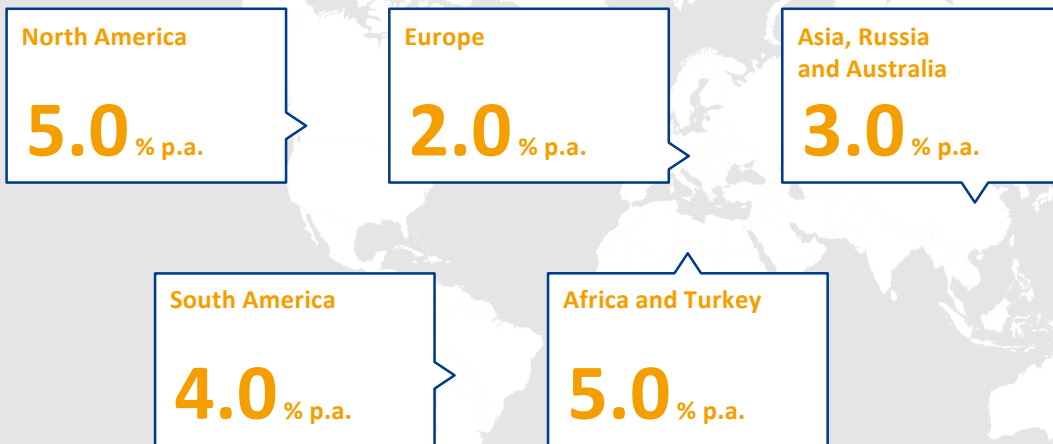 North America
5.0 % p.a.
Europe
2.0 % p.a.
Asia, Russia
and Australia
3.0 % p.a.
South America
4.0 % p.a.
Africa and Turkey
5.0 % p.a.